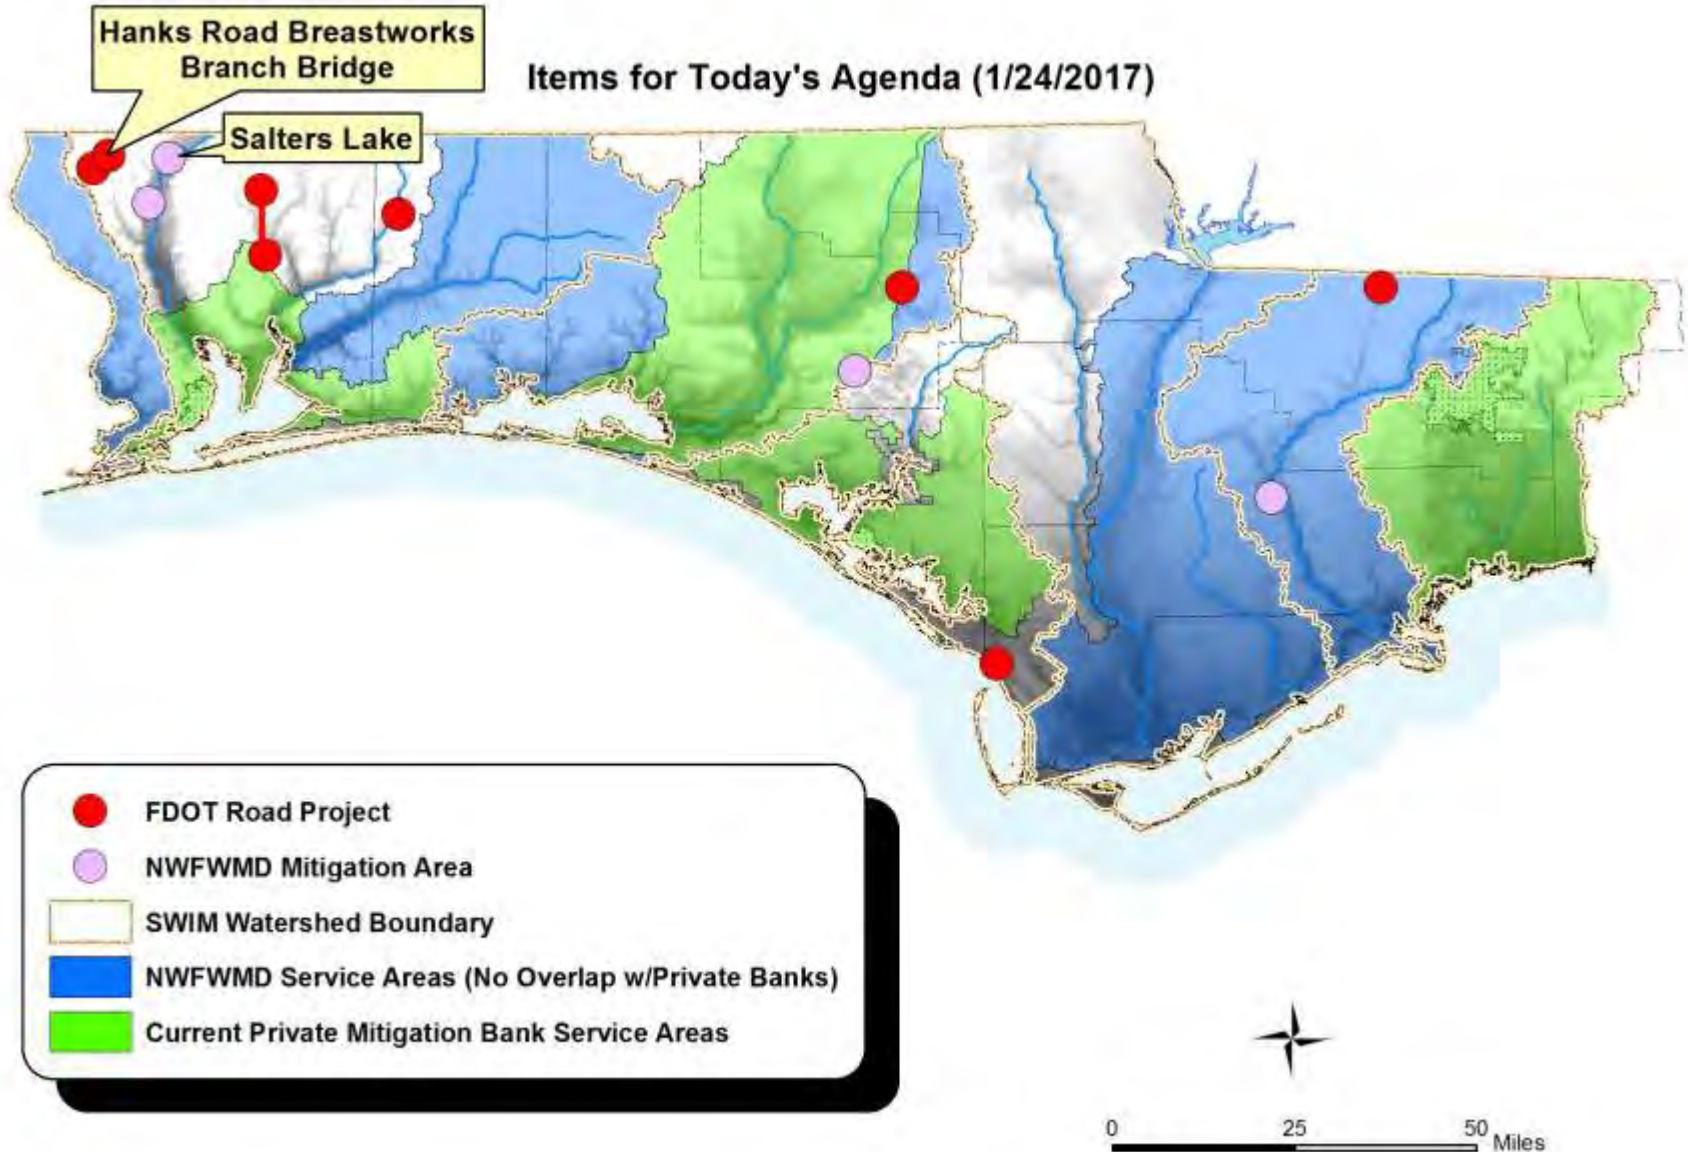 Hanks Road Breastworks
Branch Bridge
Items for Today's Agenda (1/24/2017)
Salters Lake
FDOT Road Project
NWFWMD Mitigation Area
SWIM Watershed Boundary
NWFWMD Service Areas (No Overlap w/Private Banks)
Current Private Mitigation Bank Service Areas
0 25 50 Miles